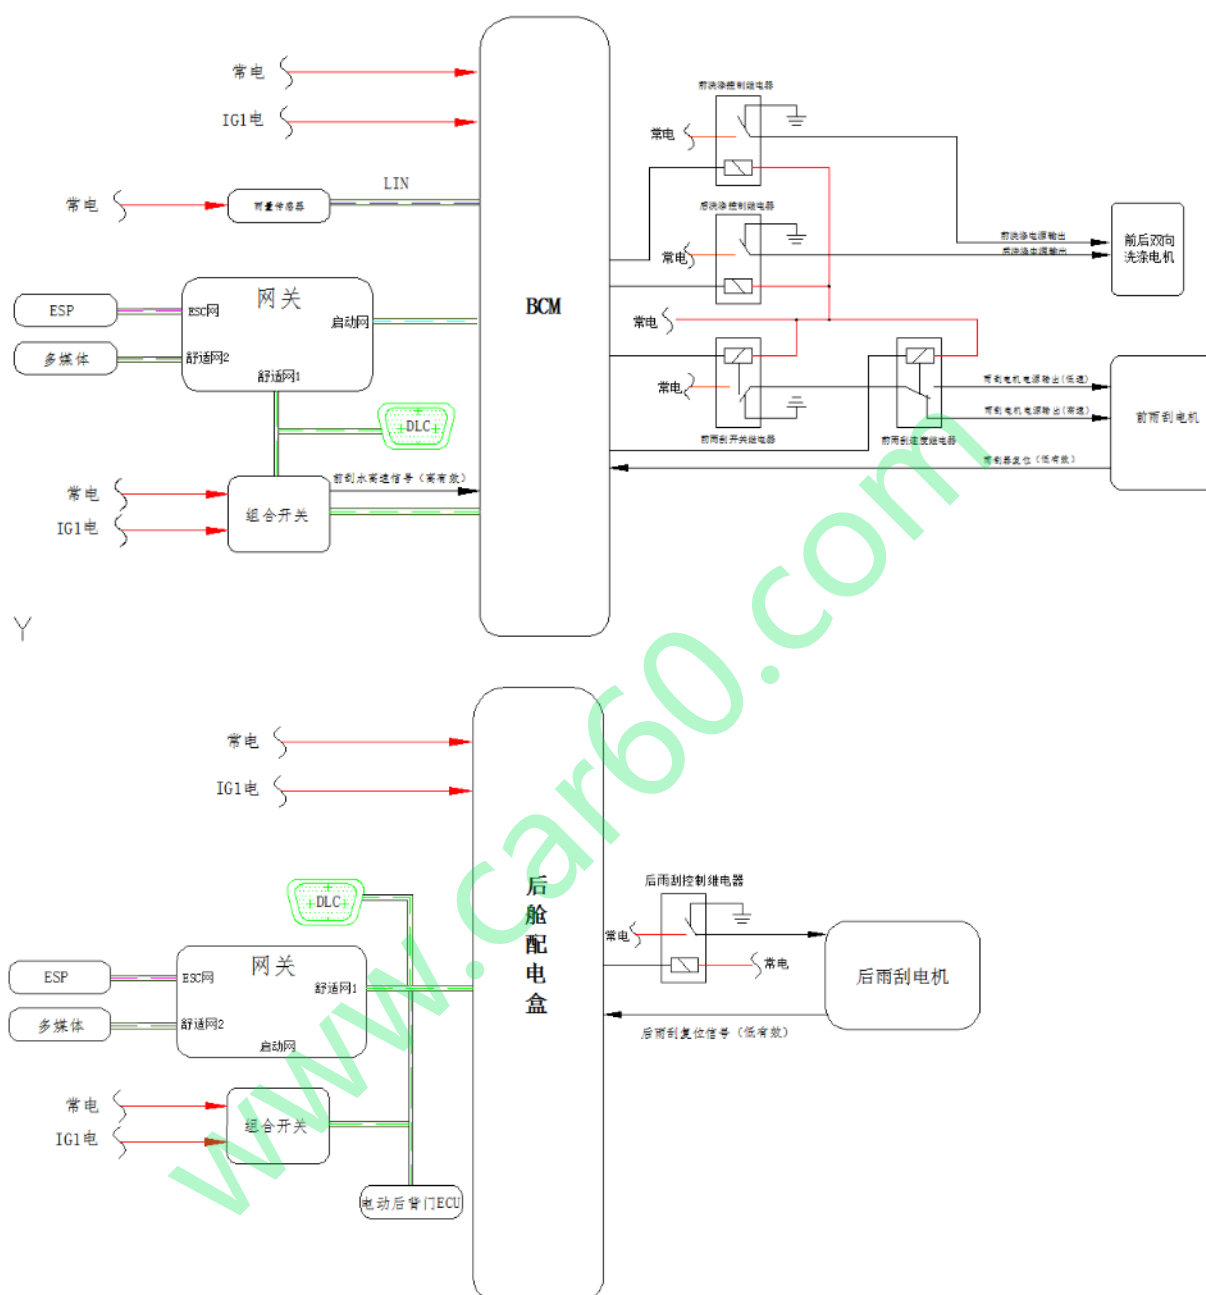 常电
IG1电
常电
雨量传感器
LIN
ESP
多媒体
网关
ESC网
舒适网2
启动网
舒适网1
DLC
常电
IG1电
组合开关
前刮水高速信号（高有效）
BCM
前洗涤控制继电器
常电
后洗涤控制继电器
常电
常电
常电
前雨刮开关继电器
前雨刮速度继电器
前洗涤电源输出
后洗涤电源输出
前后双向
洗涤电机
雨刮电机电源输出(低速)
雨刮电机电源输出(高速)
雨刮器复位（低有效）
前雨刮电机
Y
常电
IG1电
DLC
ESP
多媒体
网关
ESC网
舒适网2
舒适网1
启动网
常电
IG1电
组合开关
电动后背门ECU
后舱配电盒
后雨刮控制继电器
常电
常电
后雨刮复位信号（低有效）
后雨刮电机
www.car60.com